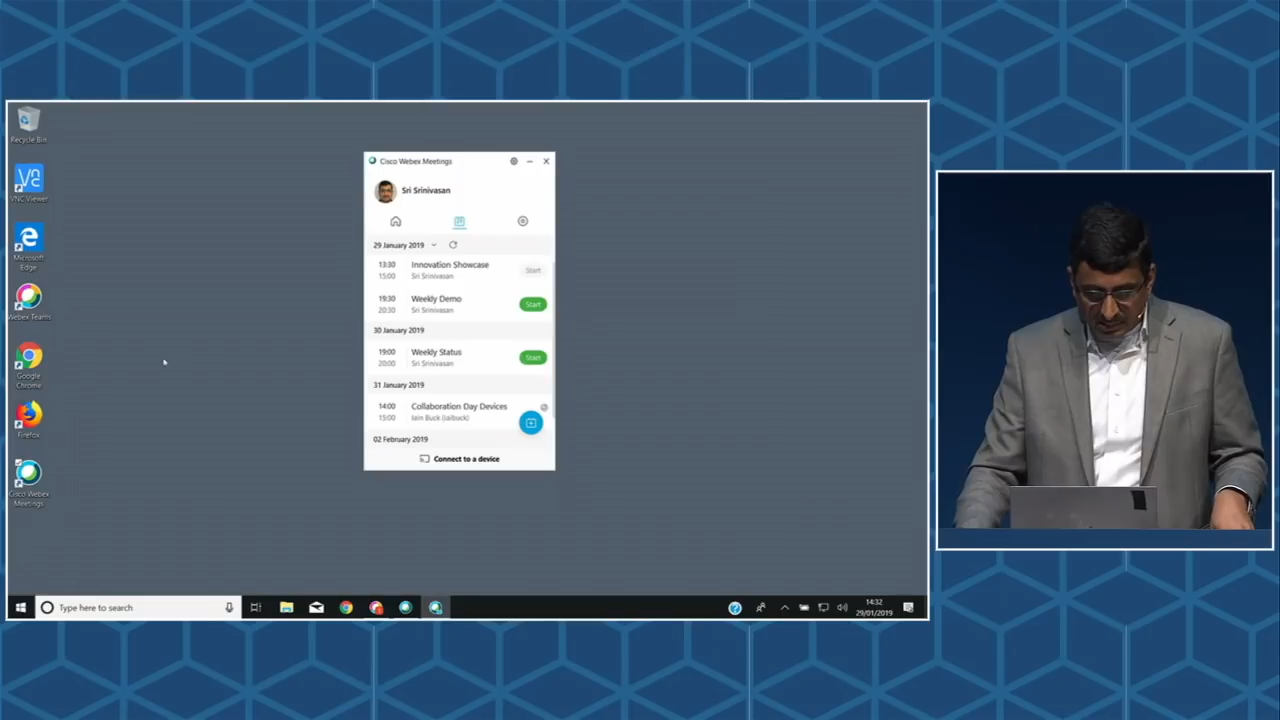 Recycle Bin
VNC Viewer
Microsoft
Edge
Webex Teams
Google
Chrome
Firefox
Cisco Webex
Meetings
Cisco Webex Meetings
Sri Srinivasan
29 January 2019
13:30 Innovation Showcase Start
15:00 Sri Srinivasan
19:30 Weekly Demo Start
20:30 Sri Srinivasan
30 January 2019
19:00 Weekly Status Start
20:00 Sri Srinivasan
31 January 2019
14:00 Collaboration Day Devices
15:00 Iain Buck (iaibuck)
02 February 2019
Connect to a device
Type here to search
14:32
29/01/2019